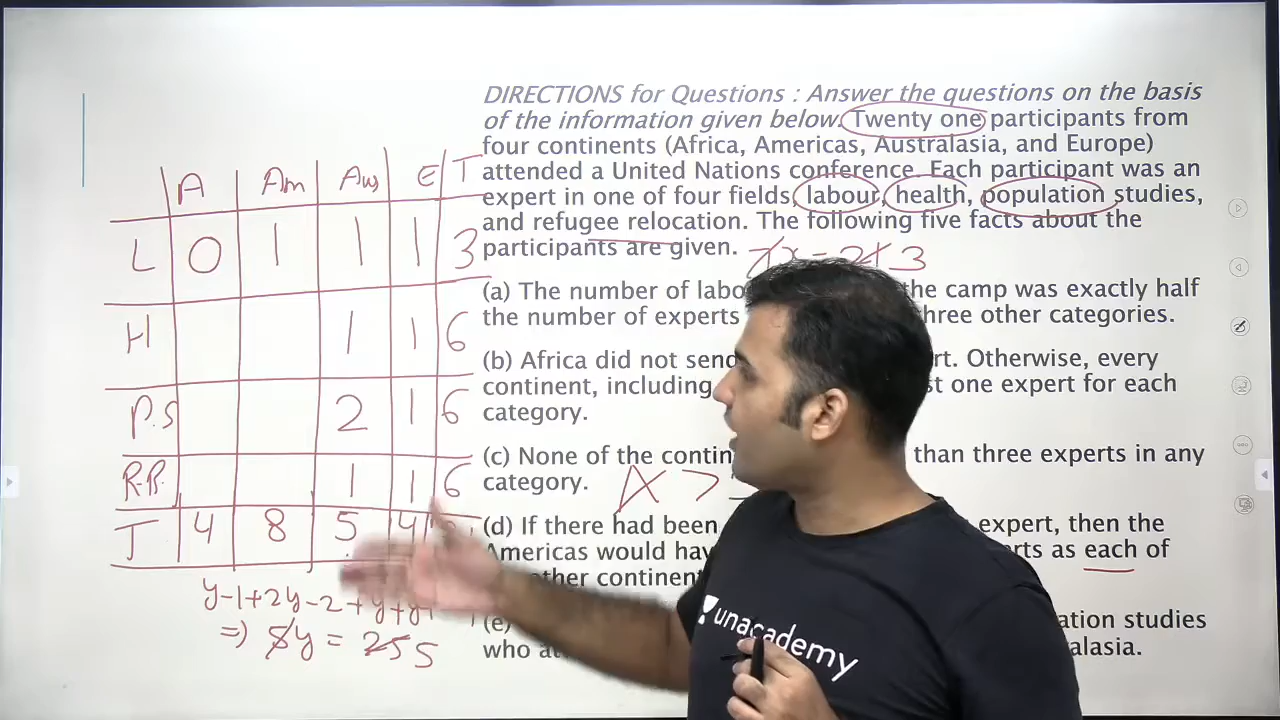 DIRECTIONS for Questions : Answer the questions on the basis
of the information given below. Twenty one participants from
four continents (Africa, Americas, Australasia, and Europe)
attended a United Nations conference. Each participant was an
expert in one of four fields, labour, health, population studies,
and refugee relocation. The following five facts about the
participants are given.
7x = 21 3
(a) The number of labo the camp was exactly half
the number of experts three other categories.
(b) Africa did not send rt. Otherwise, every
continent, including st one expert for each
category.
(c) None of the contin than three experts in any
category.
(d) If there had been expert, then the
Americas would hav rts as each of
other continent
(e) ation studies
who at alasia.
A Am Aus E T
L 0 1 1 1 3
H 1 1 6
P.S 2 1 6
R.R. 1 1 6
T 4 8 5 4
y-1+2y-2+y+y-1
⇒ 5y = 25 5
unacademy